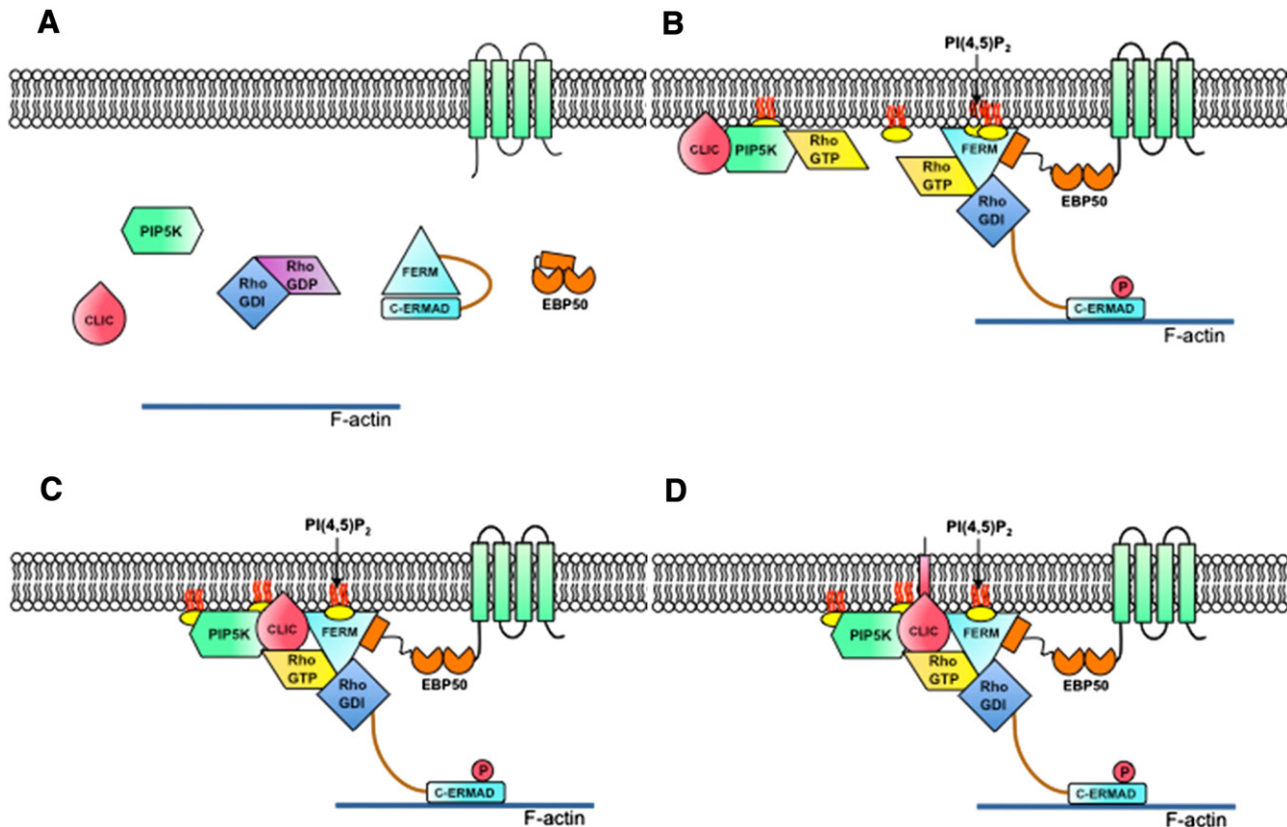 A
PIP5K
CLIC
Rho
GDI
Rho
GDP
FERM
C-ERMAD
EBP50
F-actin
B
PI(4,5)P₂
CLIC
PIP5K
Rho
GTP
Rho
GTP
FERM
Rho
GDI
EBP50
P
C-ERMAD
F-actin
C
PI(4,5)P₂
PIP5K
CLIC
FERM
Rho
GTP
Rho
GDI
EBP50
P
C-ERMAD
F-actin
D
PI(4,5)P₂
PIP5K
CLIC
FERM
Rho
GTP
Rho
GDI
EBP50
P
C-ERMAD
F-actin